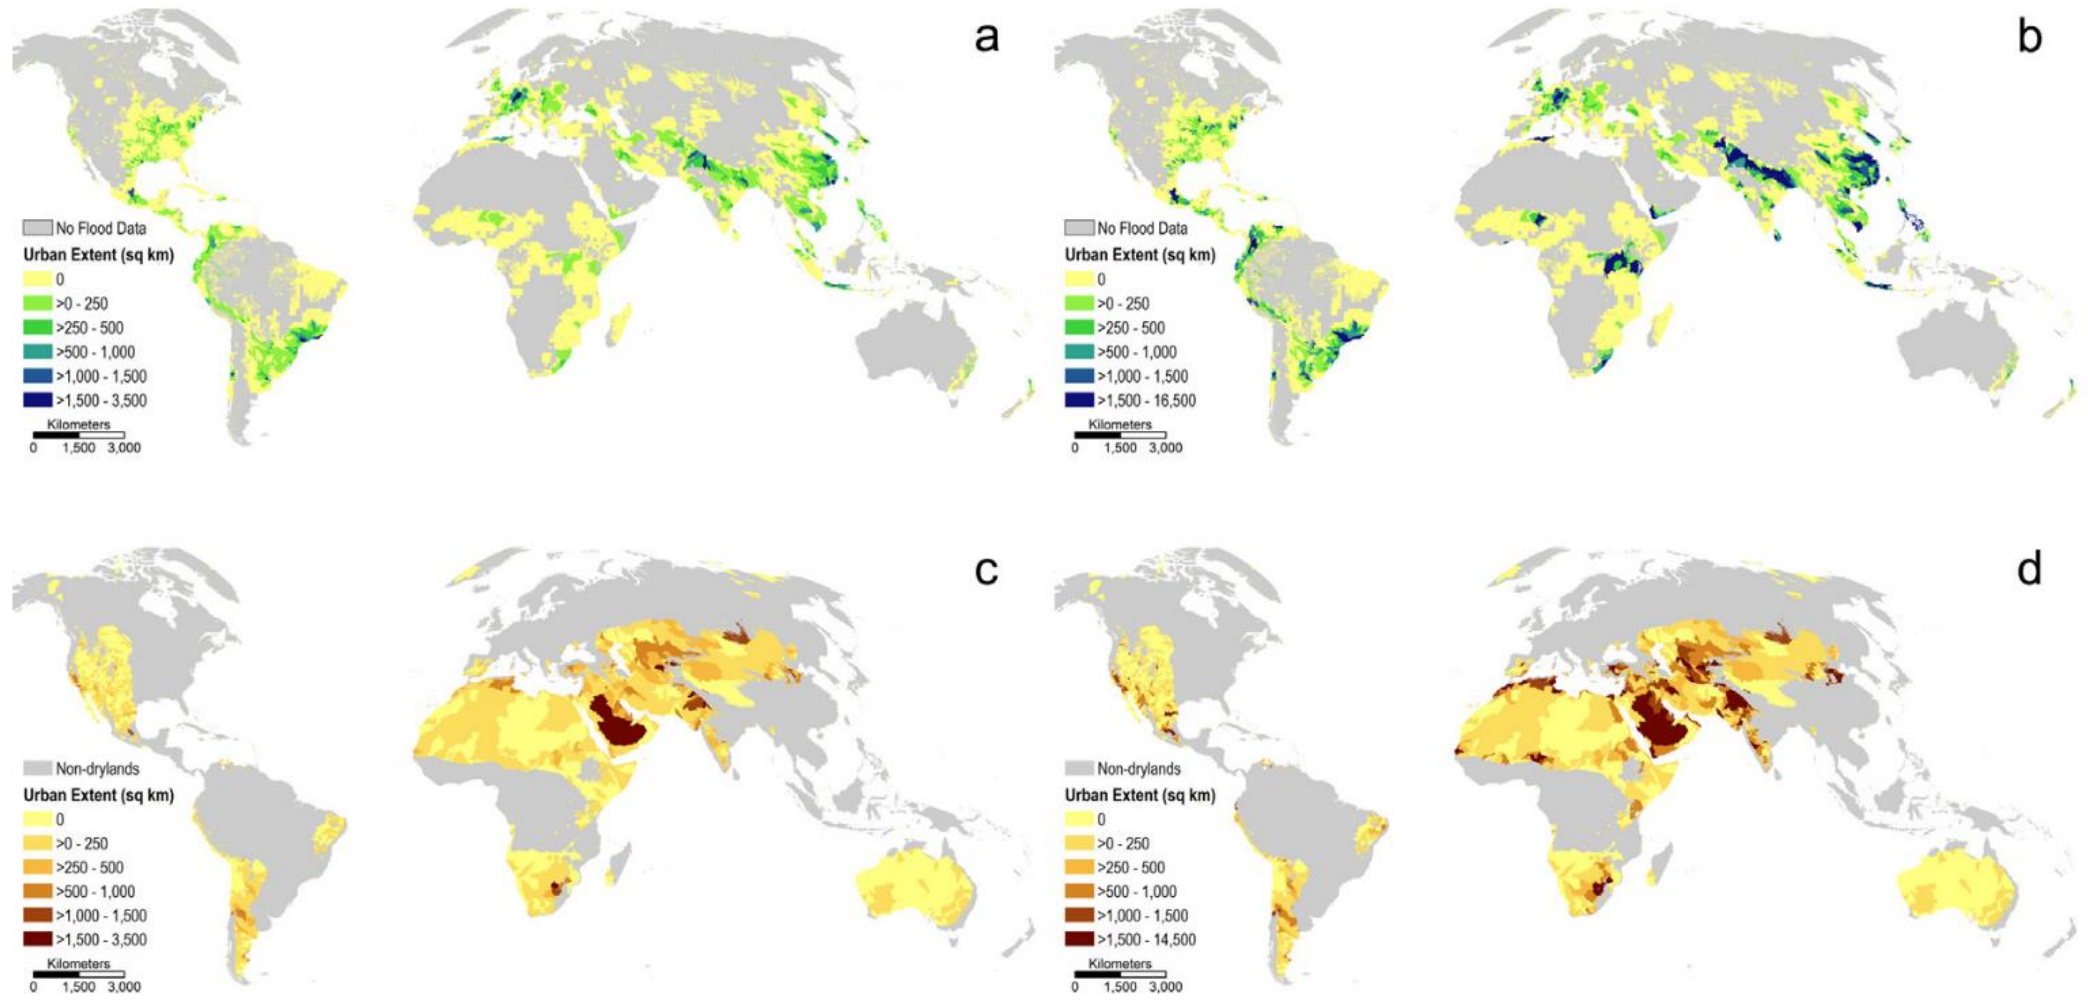 a
No Flood Data
Urban Extent (sq km)
0
>0 - 250
>250 - 500
>500 - 1,000
>1,000 - 1,500
>1,500 - 3,500
Kilometers
0 1,500 3,000
b
No Flood Data
Urban Extent (sq km)
0
>0 - 250
>250 - 500
>500 - 1,000
>1,000 - 1,500
>1,500 - 16,500
Kilometers
0 1,500 3,000
c
Non-drylands
Urban Extent (sq km)
0
>0 - 250
>250 - 500
>500 - 1,000
>1,000 - 1,500
>1,500 - 3,500
Kilometers
0 1,500 3,000
d
Non-drylands
Urban Extent (sq km)
0
>0 - 250
>250 - 500
>500 - 1,000
>1,000 - 1,500
>1,500 - 14,500
Kilometers
0 1,500 3,000